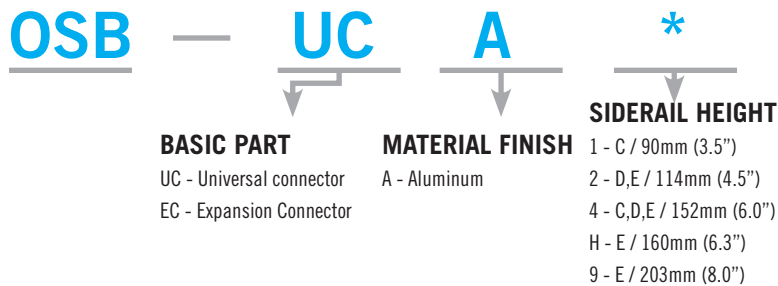 OSB — UC A *
BASIC PART
UC - Universal connector
EC - Expansion Connector
MATERIAL FINISH
A - Aluminum
SIDERAIL HEIGHT
1 - C / 90mm (3.5”)
2 - D,E / 114mm (4.5”)
4 - C,D,E / 152mm (6.0”)
H - E / 160mm (6.3”)
9 - E / 203mm (8.0”)